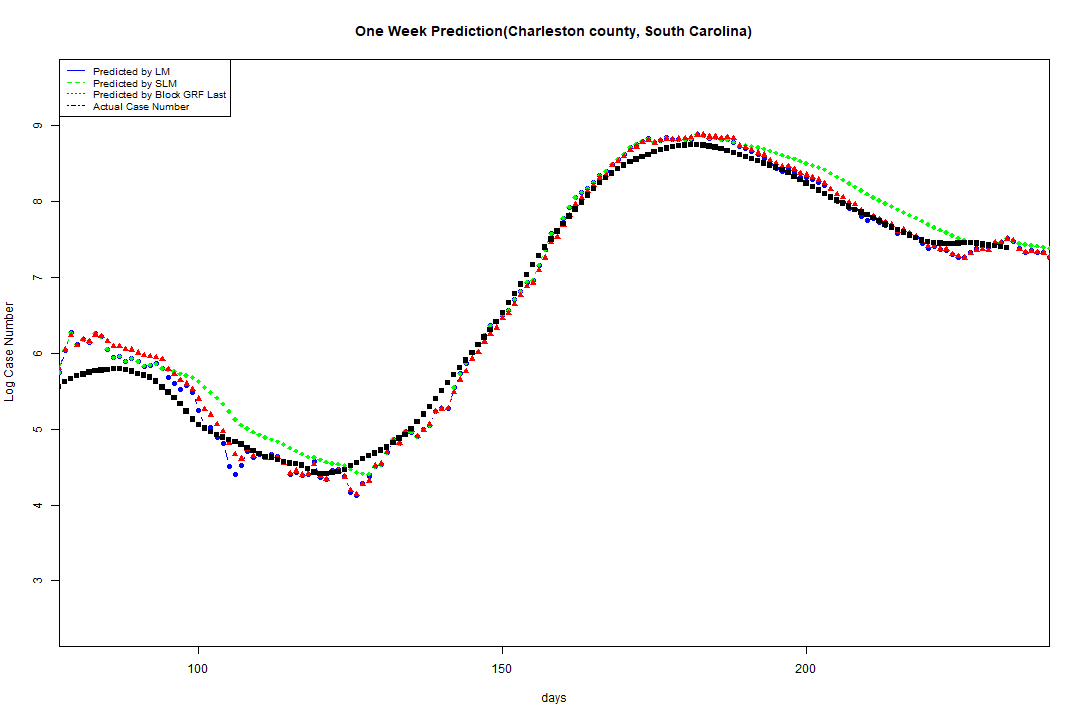 One Week Prediction(Charleston county, South Carolina)
Predicted by LM
Predicted by SLM
Predicted by Block GRF Last
Actual Case Number
9
8
7
6
5
4
3
Log Case Number
100
150
200
days